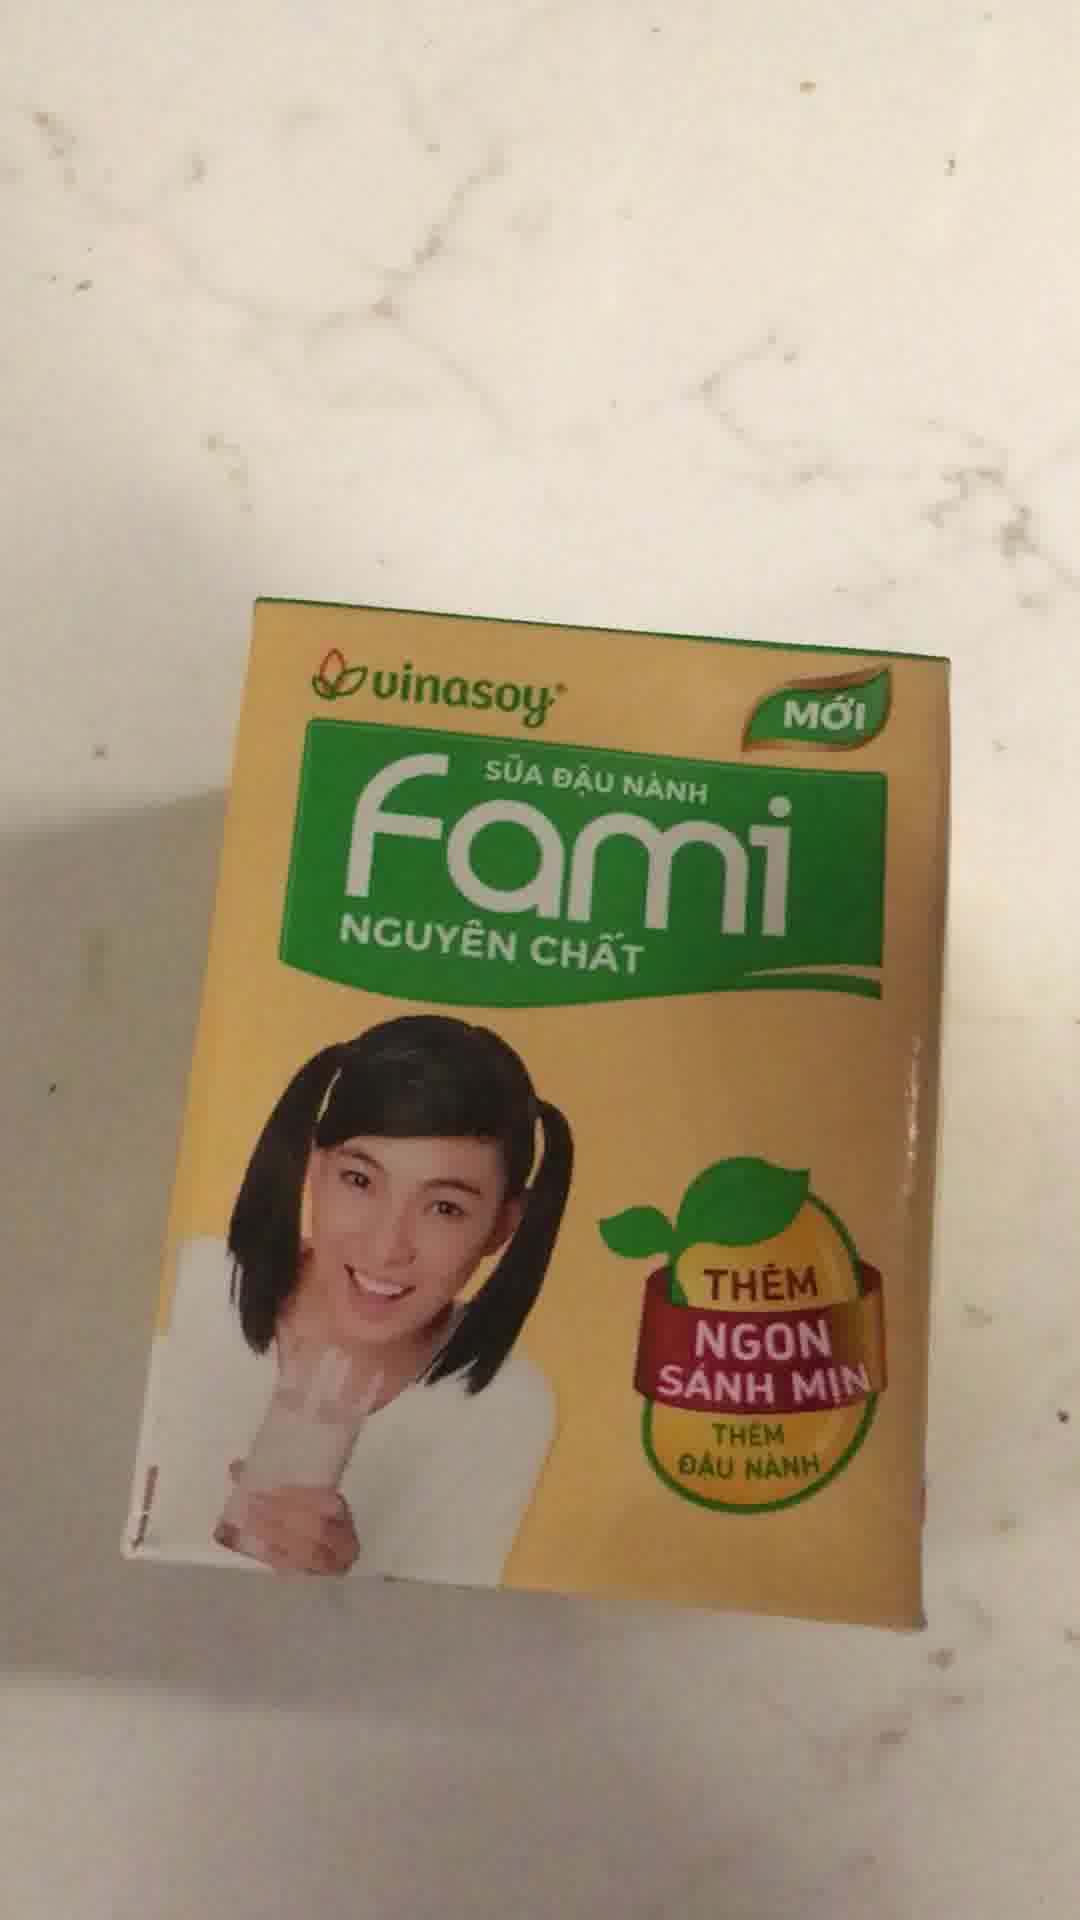 vinasoy
MỚI
SỮA ĐẬU NÀNH
fami
NGUYÊN CHẤT
THÊM
NGON
SÁNH MỊN
THÊM
ĐẬU NÀNH